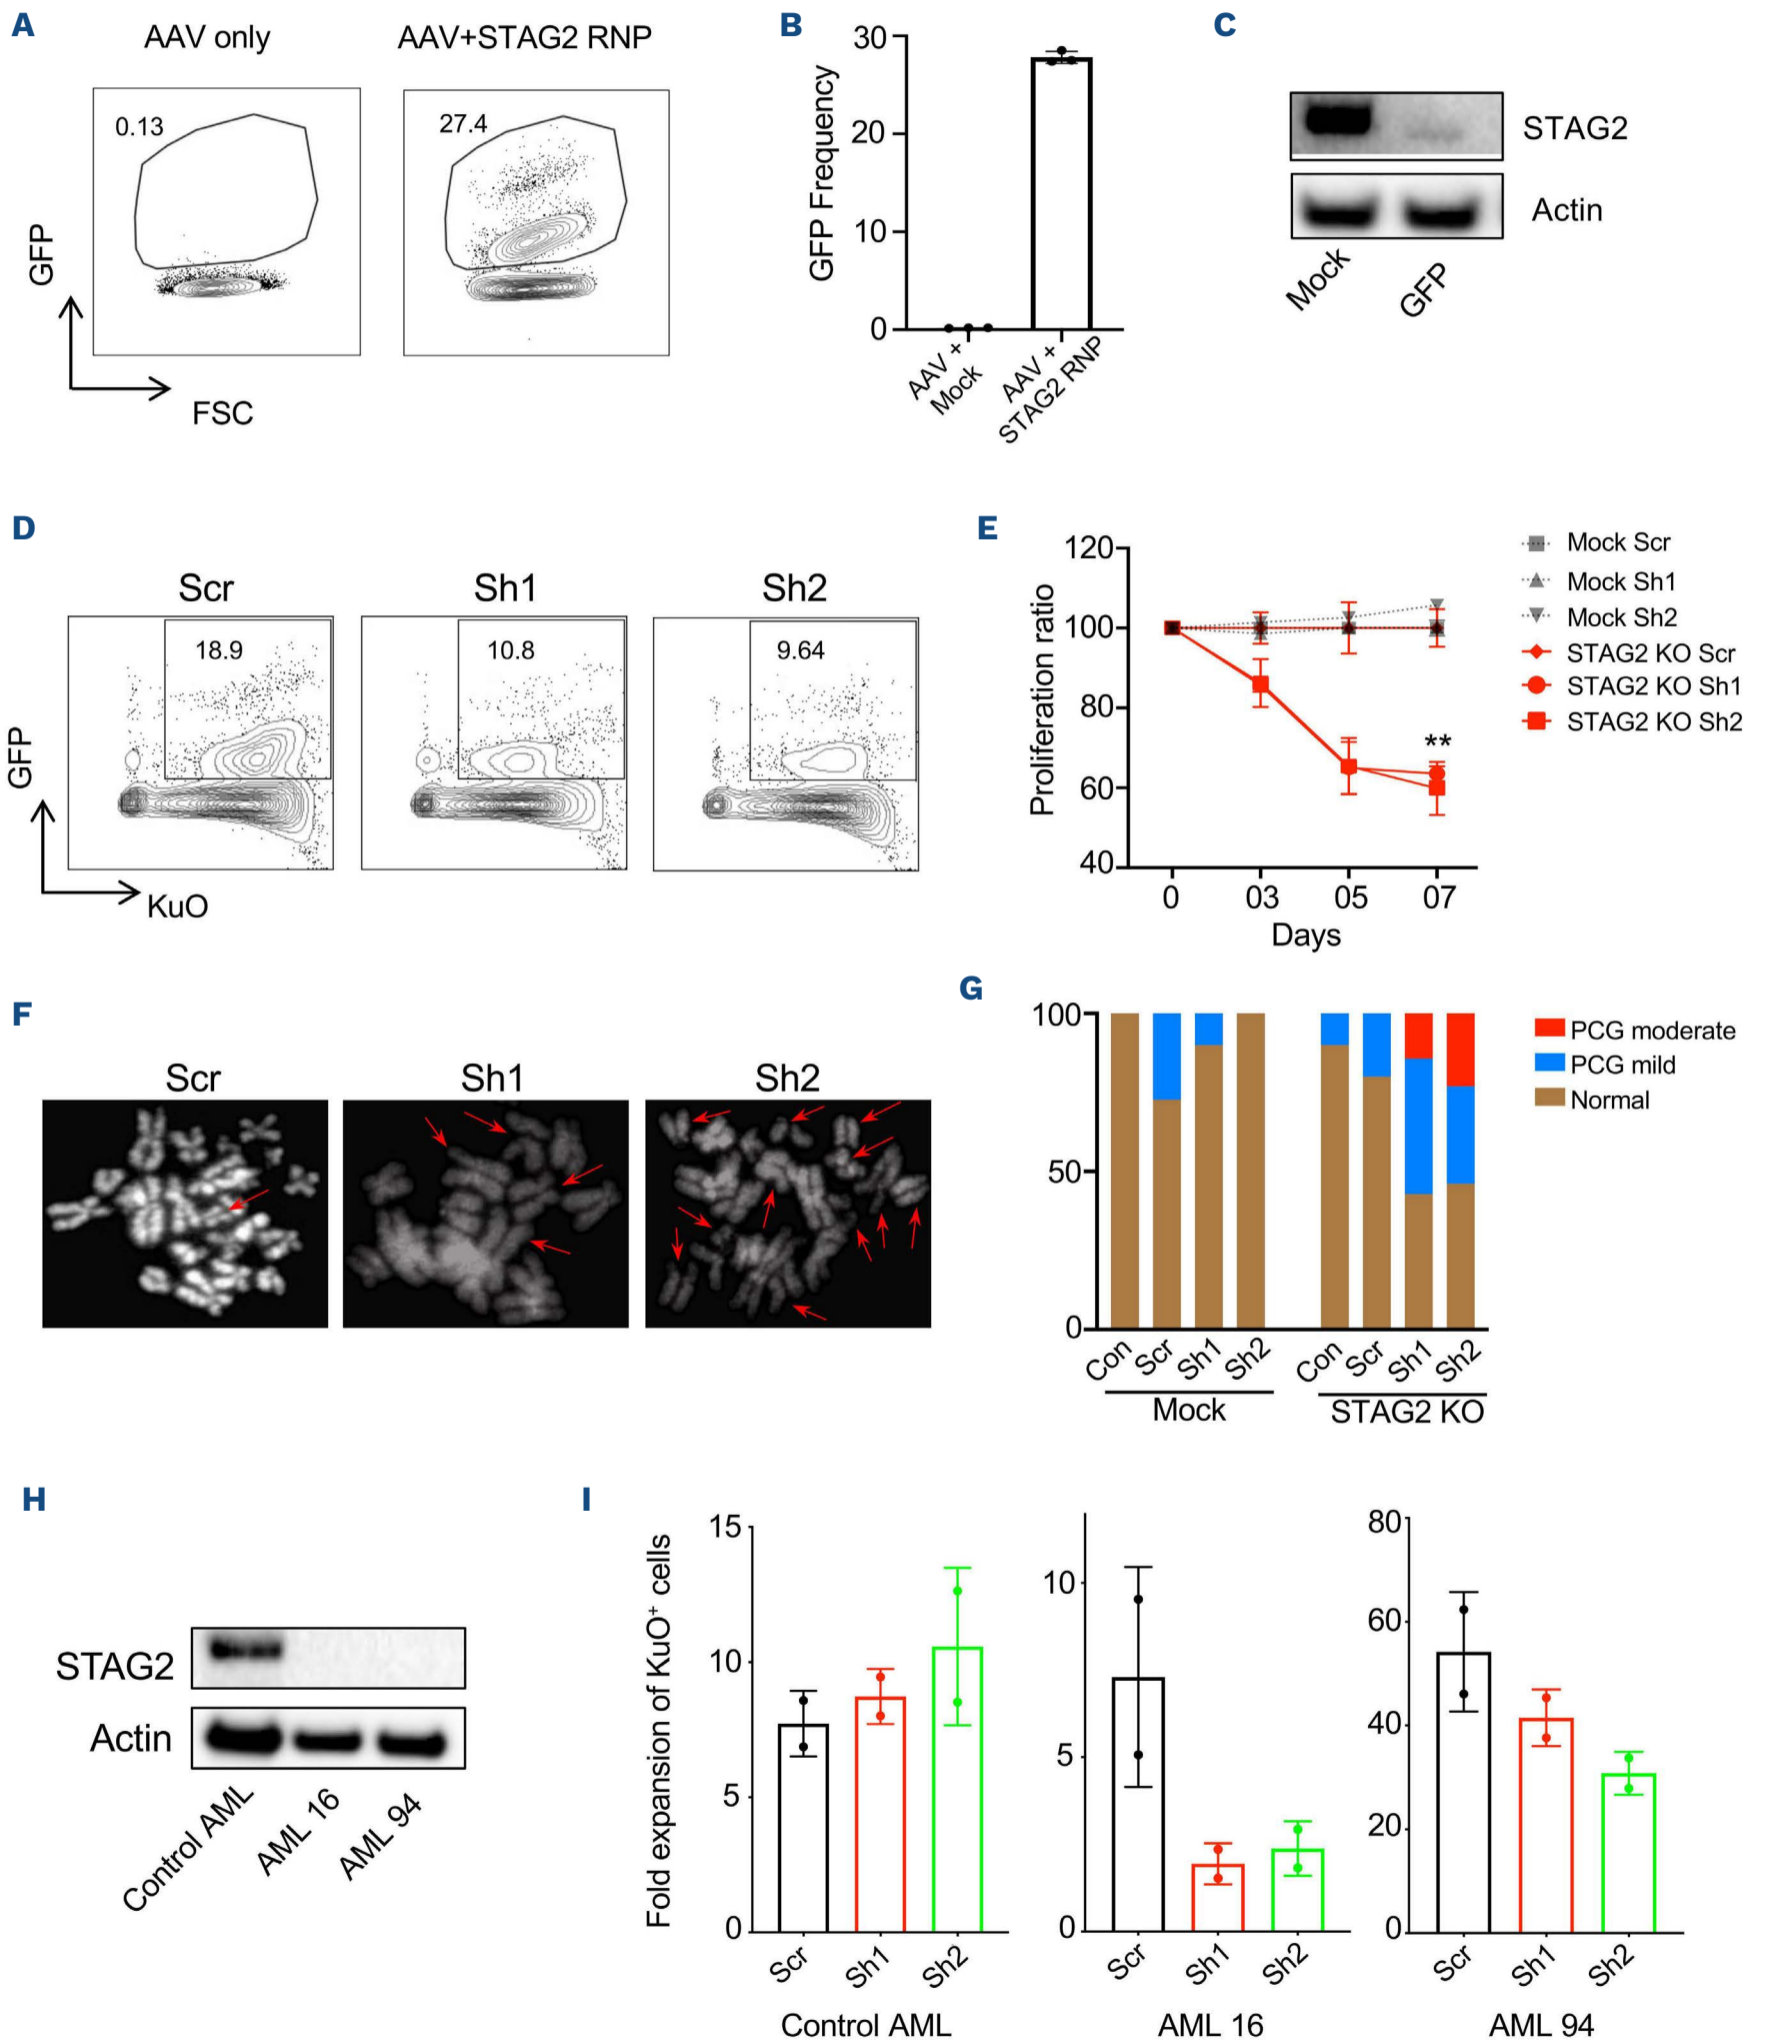 A
AAV only
AAV+STAG2 RNP
0.13
27.4
GFP
FSC
B
GFP Frequency
30
20
10
0
AAV +
Mock
AAV +
STAG2 RNP
C
STAG2
Actin
Mock
GFP
D
Scr
Sh1
Sh2
18.9
10.8
9.64
GFP
KuO
E
Proliferation ratio
120
100
80
60
40
**
0
03
05
07
Days
Mock Scr
Mock Sh1
Mock Sh2
STAG2 KO Scr
STAG2 KO Sh1
STAG2 KO Sh2
F
Scr
Sh1
Sh2
G
100
50
0
Con
Scr
Sh1
Sh2
Con
Scr
Sh1
Sh2
Mock
STAG2 KO
PCG moderate
PCG mild
Normal
H
STAG2
Actin
Control AML
AML 16
AML 94
I
Fold expansion of KuO⁺ cells
15
10
5
0
Scr
Sh1
Sh2
Control AML
10
5
0
Scr
Sh1
Sh2
AML 16
80
60
40
20
0
Scr
Sh1
Sh2
AML 94